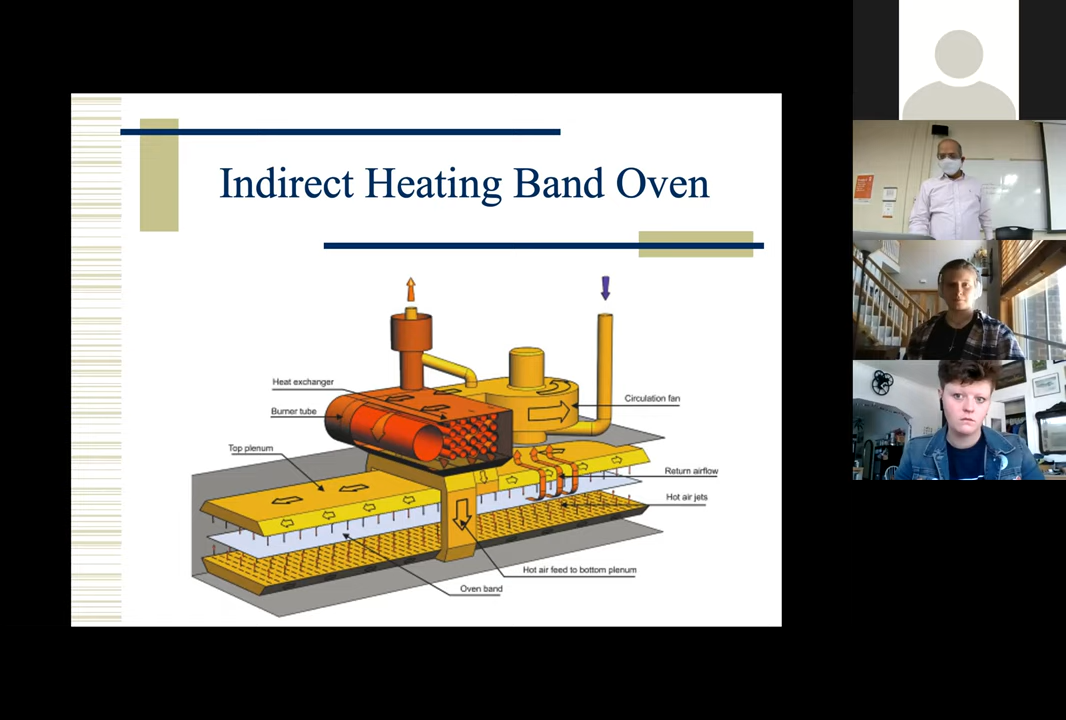 Indirect Heating Band Oven
Heat exchanger
Burner tube
Circulation fan
Top plenum
Return airflow
Hot air jets
Hot air feed to bottom plenum
Oven band